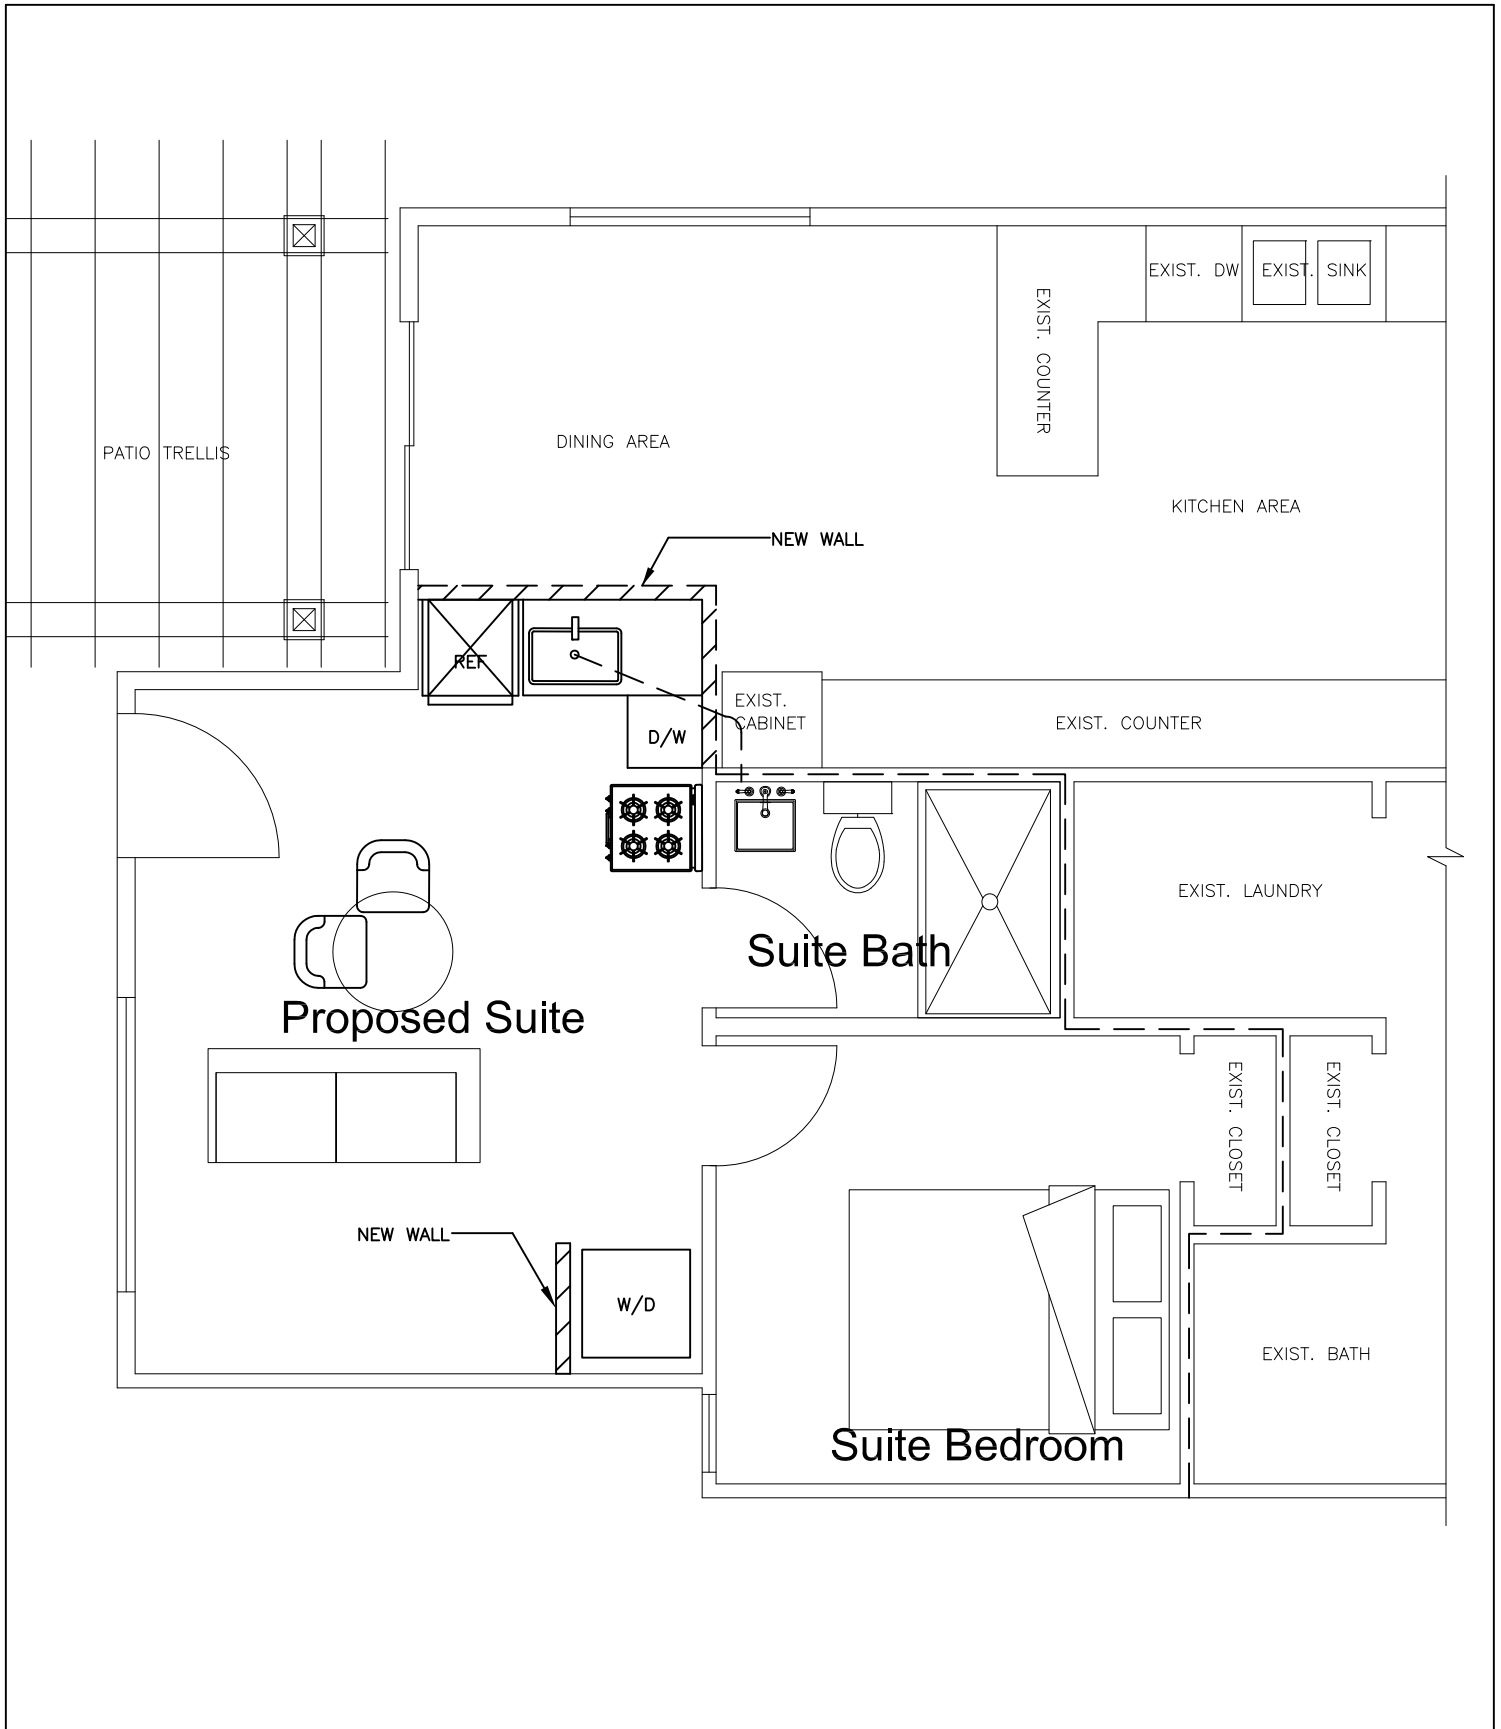 EXIST. DW
EXIST. SINK
EXIST. COUNTER
DINING AREA
PATIO TRELLIS
KITCHEN AREA
NEW WALL
REF
EXIST.
CABINET
EXIST. COUNTER
D/W
EXIST. LAUNDRY
Suite Bath
Proposed Suite
EXIST. CLOSET
EXIST. CLOSET
NEW WALL
W/D
EXIST. BATH
Suite Bedroom